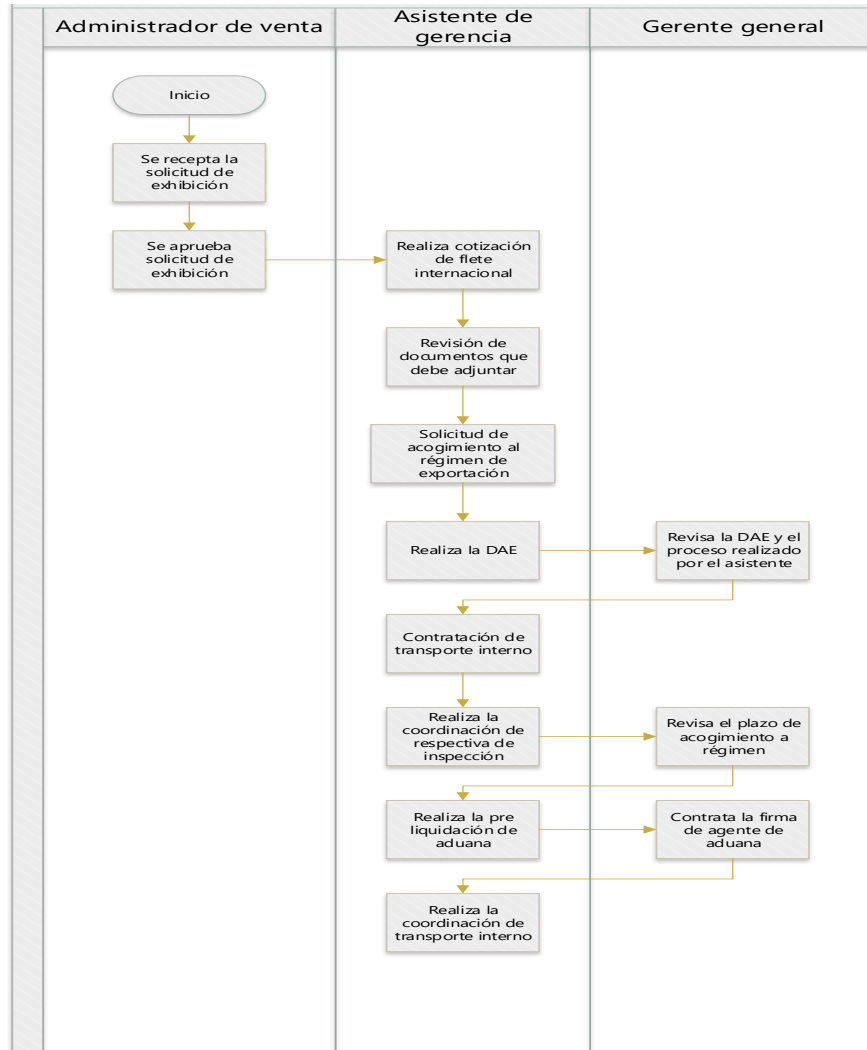 Administrador de venta
Asistente de
gerencia
Gerente general
Inicio
Se recepta la
solicitud de
exhibición
Se aprueba
solicitud de
exhibición
Realiza cotización
de flete
internacional
Revisión de
documentos que
debe adjuntar
Solicitud de
acogimiento al
régimen de
exportación
Realiza la DAE
Revisa la DAE y el
proceso realizado
por el asistente
Contratación de
transporte interno
Realiza la
coordinación de
respectiva de
inspección
Revisa el plazo de
acogimiento a
régimen
Realiza la pre
liquidación de
aduana
Contrata la firma
de agente de
aduana
Realiza la
coordinación de
transporte interno